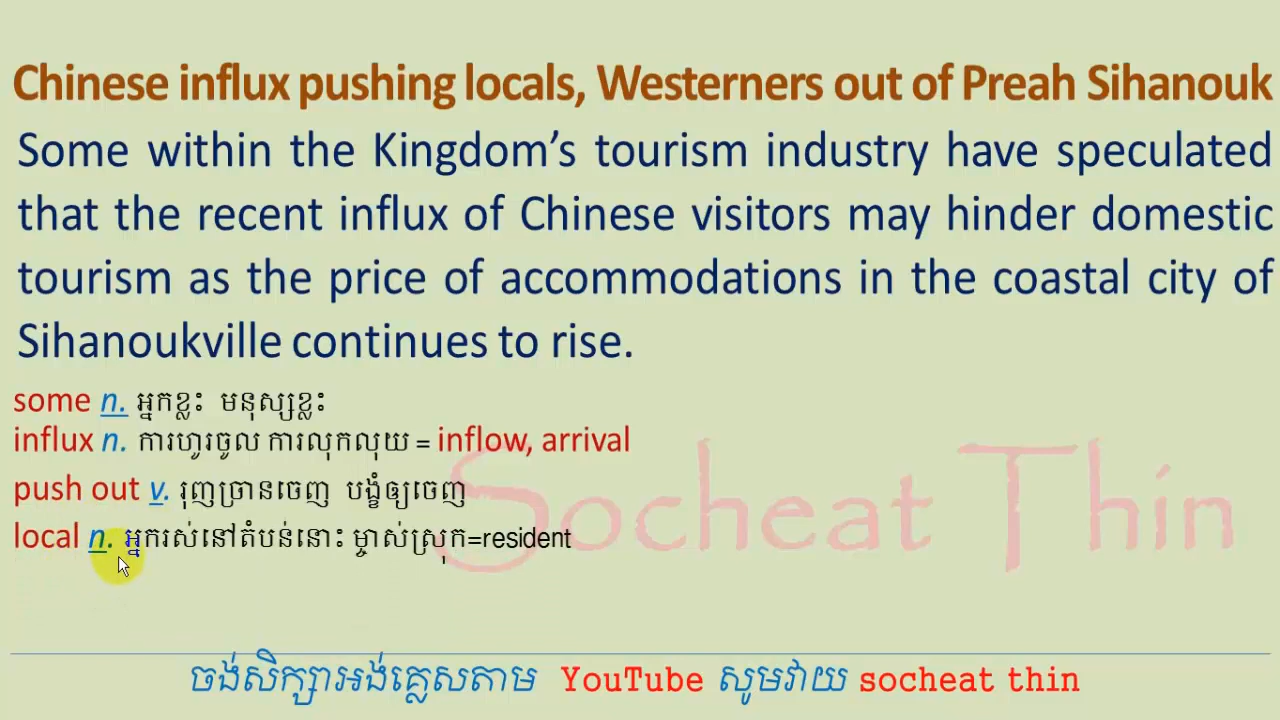 Chinese influx pushing locals, Westerners out of Preah Sihanouk
Some within the Kingdom’s tourism industry have speculated
that the recent influx of Chinese visitors may hinder domestic
tourism as the price of accommodations in the coastal city of
Sihanoukville continues to rise.
some n. អ្នកខ្លះ មនុស្សខ្លះ
influx n. ការហូរចូល ការលុកលុយ = inflow, arrival
push out v. រុញច្រានចេញ បង្ខំឲ្យចេញ
local n. អ្នករស់នៅតំបន់នោះ ម្ចាស់ស្រុក=resident
Socheat Thin
ចង់សិក្សាអង់គ្លេសតាម YouTube សូមវាយ socheat thin